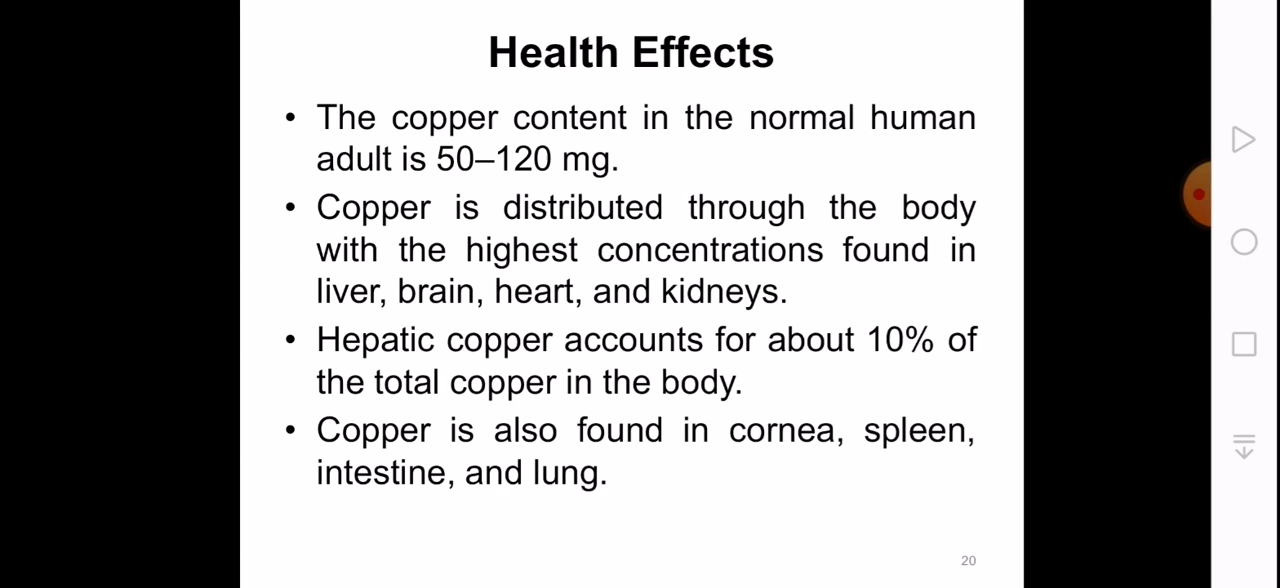 Health Effects
• The copper content in the normal human
adult is 50–120 mg.
• Copper is distributed through the body
with the highest concentrations found in
liver, brain, heart, and kidneys.
• Hepatic copper accounts for about 10% of
the total copper in the body.
• Copper is also found in cornea, spleen,
intestine, and lung.
20